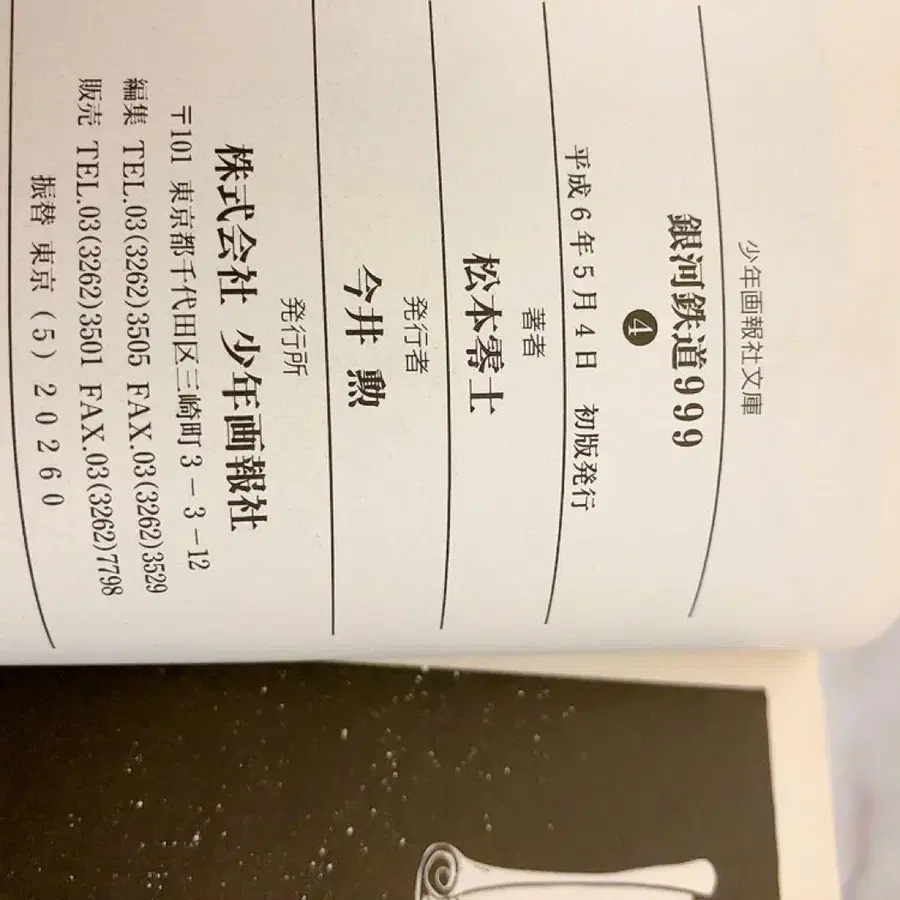 少年画報社文庫
銀河鉄道999
4
平成6年5月4日 初版発行
著者
松本零士
発行者
今井 勲
発行所
株式会社 少年画報社
〒101 東京都千代田区三崎町3-3-12
編集 TEL.03(3262)3505 FAX.03(3262)3529
販売 TEL.03(3262)3501 FAX.03(3262)7798
振替 東京(5)20260